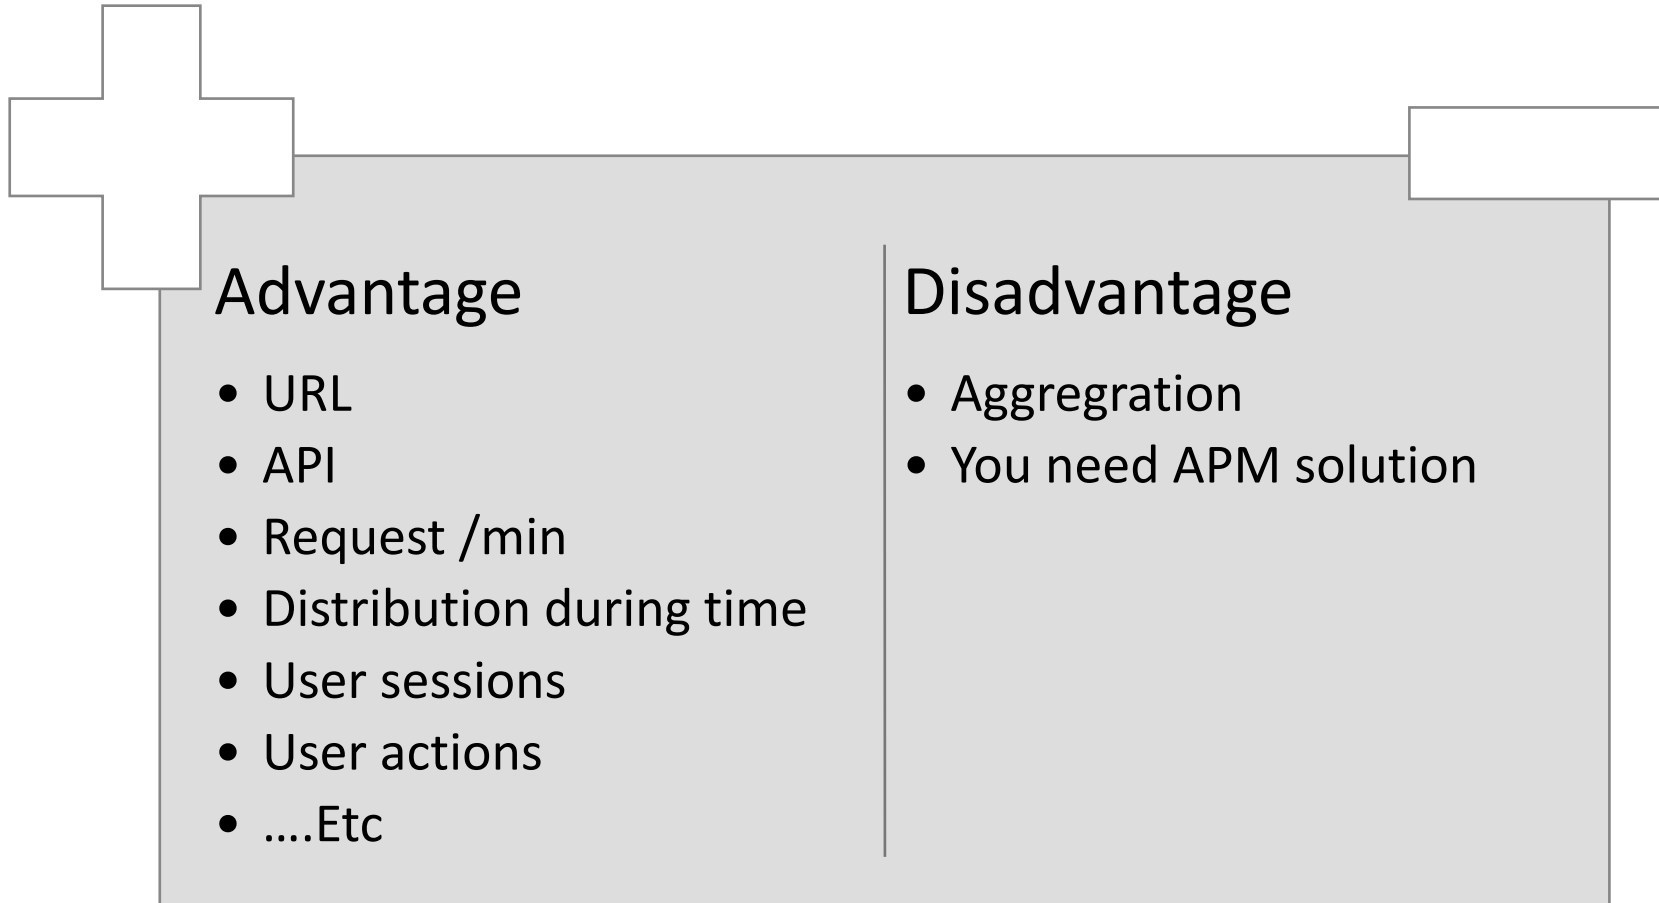 Advantage
• URL
• API
• Request /min
• Distribution during time
• User sessions
• User actions
• ....Etc
Disadvantage
• Aggregration
• You need APM solution